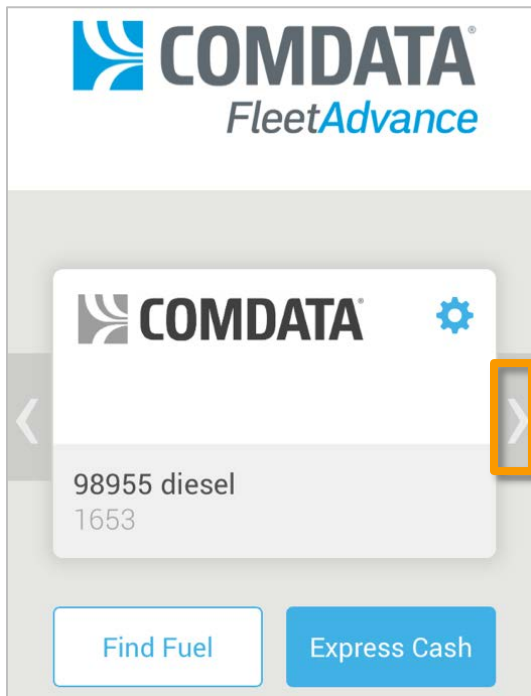 COMDATA
FleetAdvance
COMDATA
98955 diesel
1653
Find Fuel
Express Cash